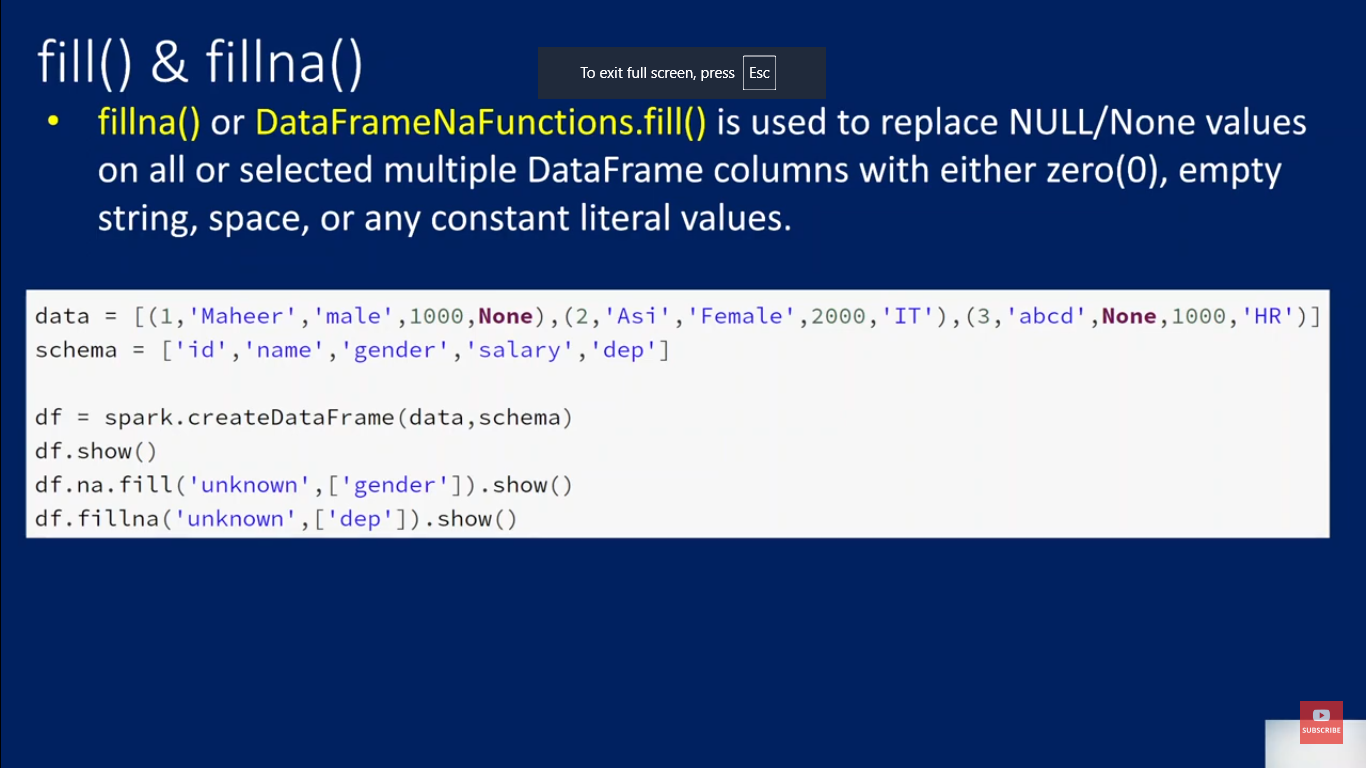 fill() & fillna()
To exit full screen, press Esc
• fillna() or DataFrameNaFunctions.fill() is used to replace NULL/None values
on all or selected multiple DataFrame columns with either zero(0), empty
string, space, or any constant literal values.
data = [(1,'Maheer','male',1000,None),(2,'Asi','Female',2000,'IT'),(3,'abcd',None,1000,'HR')]
schema = ['id','name','gender','salary','dep']
df = spark.createDataFrame(data,schema)
df.show()
df.na.fill('unknown',['gender']).show()
df.fillna('unknown',['dep']).show()
SUBSCRIBE